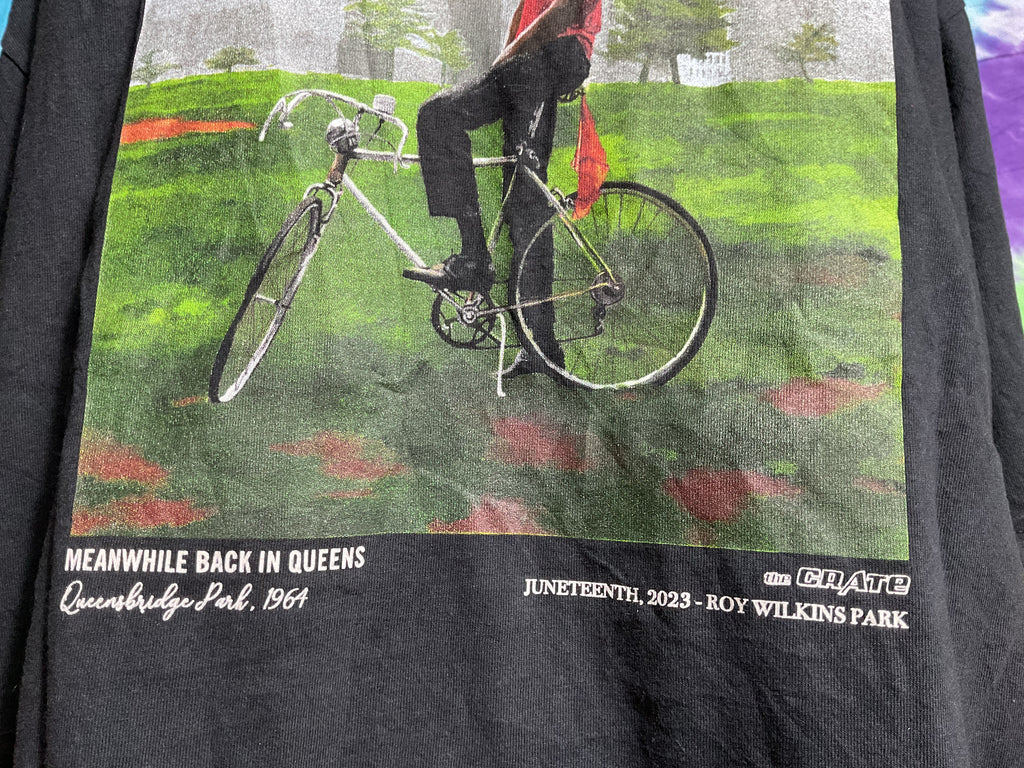 MEANWHILE BACK IN QUEENS
Queensbridge Park, 1964
the CRATE
JUNETEENTH, 2023 - ROY WILKINS PARK